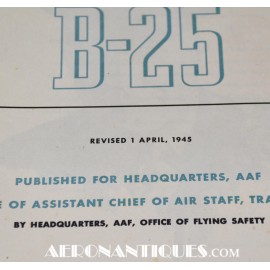 B-25
REVISED 1 APRIL, 1945
PUBLISHED FOR HEADQUARTERS, AAF
E OF ASSISTANT CHIEF OF AIR STAFF, TRA
BY HEADQUARTERS, AAF, OFFICE OF FLYING SAFETY
AERONANTIQUES.COM